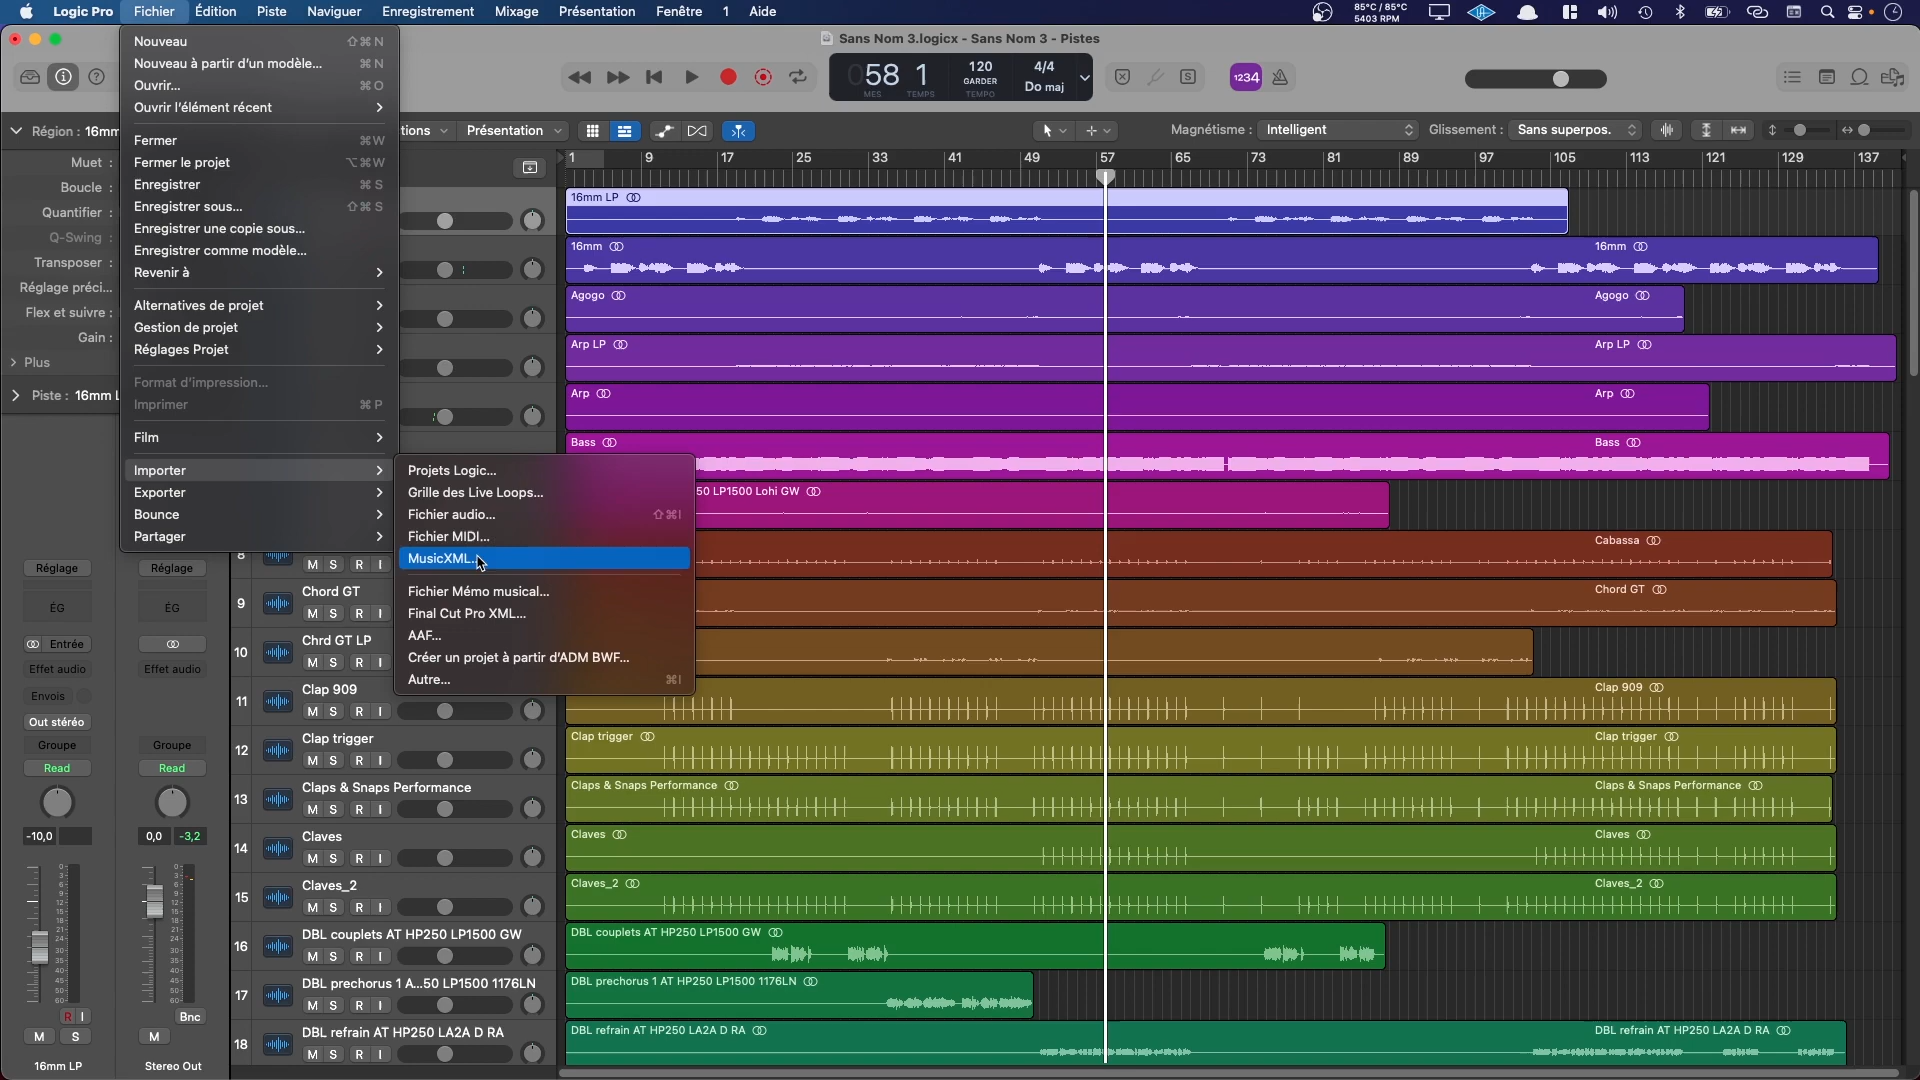 Logic Pro Fichier Édition Piste Naviguer Enregistrement Mixage Présentation Fenêtre 1 Aide
85°C / 85°C
5403 RPM
Sans Nom 3.logicx - Sans Nom 3 - Pistes
Nouveau ⇧⌘N
Nouveau à partir d'un modèle... ⌘N
Ouvrir... ⌘O
Ouvrir l'élément récent
Fermer ⌘W
Fermer le projet ⌥⌘W
Enregistrer ⌘S
Enregistrer sous... ⇧⌘S
Enregistrer une copie sous...
Enregistrer comme modèle...
Revenir à
Alternatives de projet
Gestion de projet
Réglages Projet
Format d'impression...
Imprimer ⌘P
Film
Importer
Exporter
Bounce
Partager
Projets Logic...
Grille des Live Loops...
Fichier audio... ⇧⌘I
Fichier MIDI...
MusicXML...
Fichier Mémo musical...
Final Cut Pro XML...
AAF...
Créer un projet à partir d'ADM BWF...
Autre... ⌘I
58 1
MES TEMPS
120
GARDER
TEMPO
4/4
Do maj
S
1234
Région : 16mm
Muet :
Boucle :
Quantifier :
Q-Swing :
Transposer :
Réglage préci...
Flex et suivre :
Gain :
Plus
Piste : 16mm L
tions Présentation
Magnétisme : Intelligent Glissement : Sans superpos.
1 9 17 25 33 41 49 57 65 73 81 89 97 105 113 121 129 137
16mm LP
16mm 16mm
Agogo Agogo
Arp LP Arp LP
Arp Arp
Bass Bass
50 LP1500 Lohi GW
Cabassa
Chord GT
Clap 909
Clap trigger Clap trigger
Claps & Snaps Performance Claps & Snaps Performance
Claves Claves
Claves_2 Claves_2
DBL couplets AT HP250 LP1500 GW
DBL prechorus 1 AT HP250 LP1500 1176LN
DBL refrain AT HP250 LA2A D RA DBL refrain AT HP250 LA2A D RA
8
M S R I
9 Chord GT
M S R I
10 Chrd GT LP
M S R I
11 Clap 909
M S R I
12 Clap trigger
M S R I
13 Claps & Snaps Performance
M S R I
14 Claves
M S R I
15 Claves_2
M S R I
16 DBL couplets AT HP250 LP1500 GW
M S R I
17 DBL prechorus 1 A...50 LP1500 1176LN
M S R I
18 DBL refrain AT HP250 LA2A D RA
M S R I
Réglage Réglage
ÉG ÉG
Entrée
Effet audio Effet audio
Envois
Out stéréo
Groupe Groupe
Read Read
-10,0 0,0 -3,2
R I Bnc
M S M
16mm LP Stereo Out